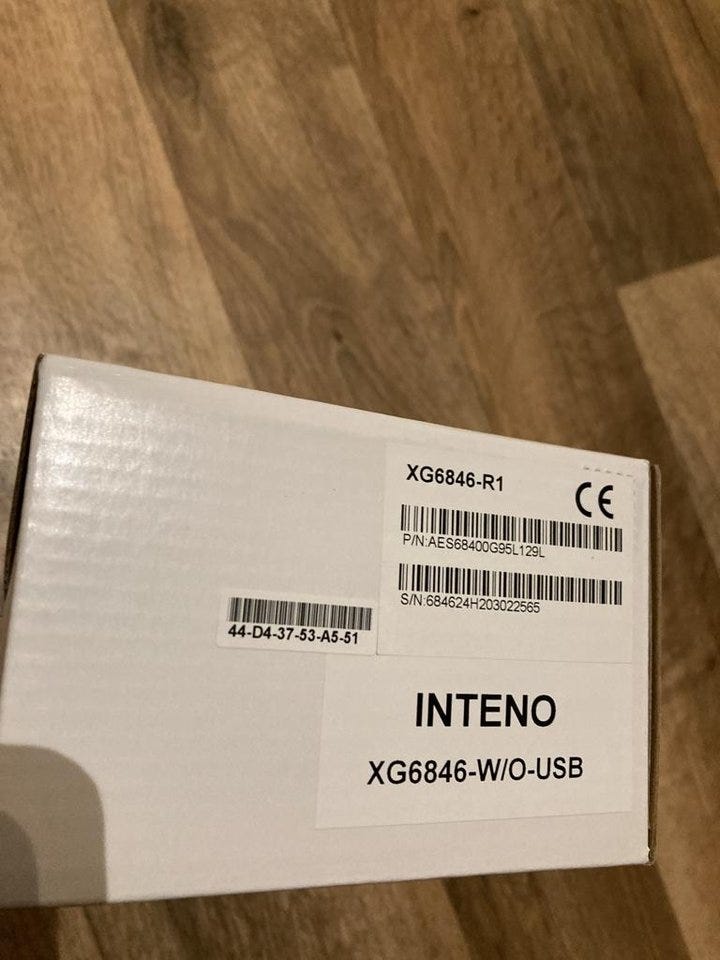 XG6846-R1
CE
P/N:AES68400G95L129L
S/N:684624H203022565
44-D4-37-53-A5-51
INTENO
XG6846-W/O-USB